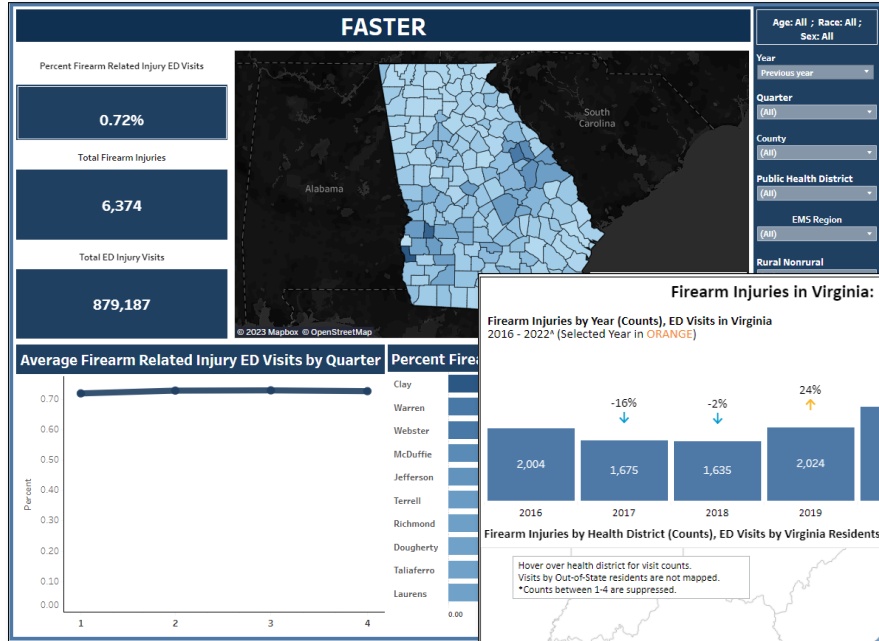 FASTER
Percent Firearm Related Injury ED Visits
0.72%
Total Firearm Injuries
6,374
Total ED Injury Visits
879,187
Alabama
South
Carolina
© 2023 Mapbox © OpenStreetMap
Age: All ; Race: All ;
Sex: All
Year
Previous year
Quarter
(All)
County
(All)
Public Health District
(All)
EMS Region
(All)
Rural Nonrural
Average Firearm Related Injury ED Visits by Quarter
Percent
0.70
0.60
0.50
0.40
0.30
0.20
0.10
0.00
1
2
3
4
Percent Firea
Clay
Warren
Webster
McDuffie
Jefferson
Terrell
Richmond
Dougherty
Taliaferro
Laurens
0.00
Firearm Injuries in Virginia:
Firearm Injuries by Year (Counts), ED Visits in Virginia
2016 - 2022^ (Selected Year in ORANGE)
-16%
-2%
24%
2,004
1,675
1,635
2,024
2016
2017
2018
2019
Firearm Injuries by Health District (Counts), ED Visits by Virginia Residents
Hover over health district for visit counts.
Visits by Out-of-State residents are not mapped.
*Counts between 1-4 are suppressed.